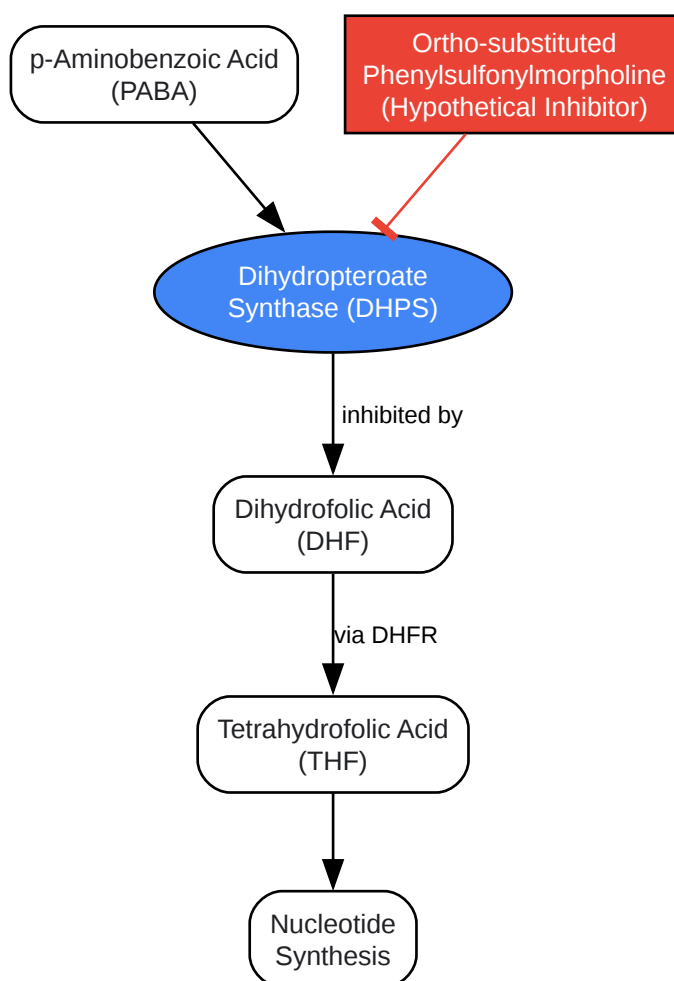 p-Aminobenzoic Acid
(PABA)
Ortho-substituted
Phenylsulfonylmorpholine
(Hypothetical Inhibitor)
Dihydropteroate
Synthase (DHPS)
inhibited by
Dihydrofolic Acid
(DHF)
via DHFR
Tetrahydrofolic Acid
(THF)
Nucleotide
Synthesis